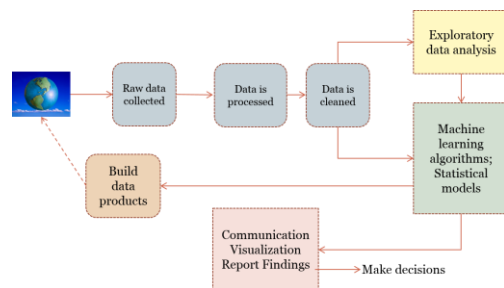 Exploratory
data analysis
Raw data
collected
Data is
processed
Data is
cleaned
Machine
learning
algorithms;
Statistical
models
Build
data
products
Communication
Visualization
Report Findings
Make decisions